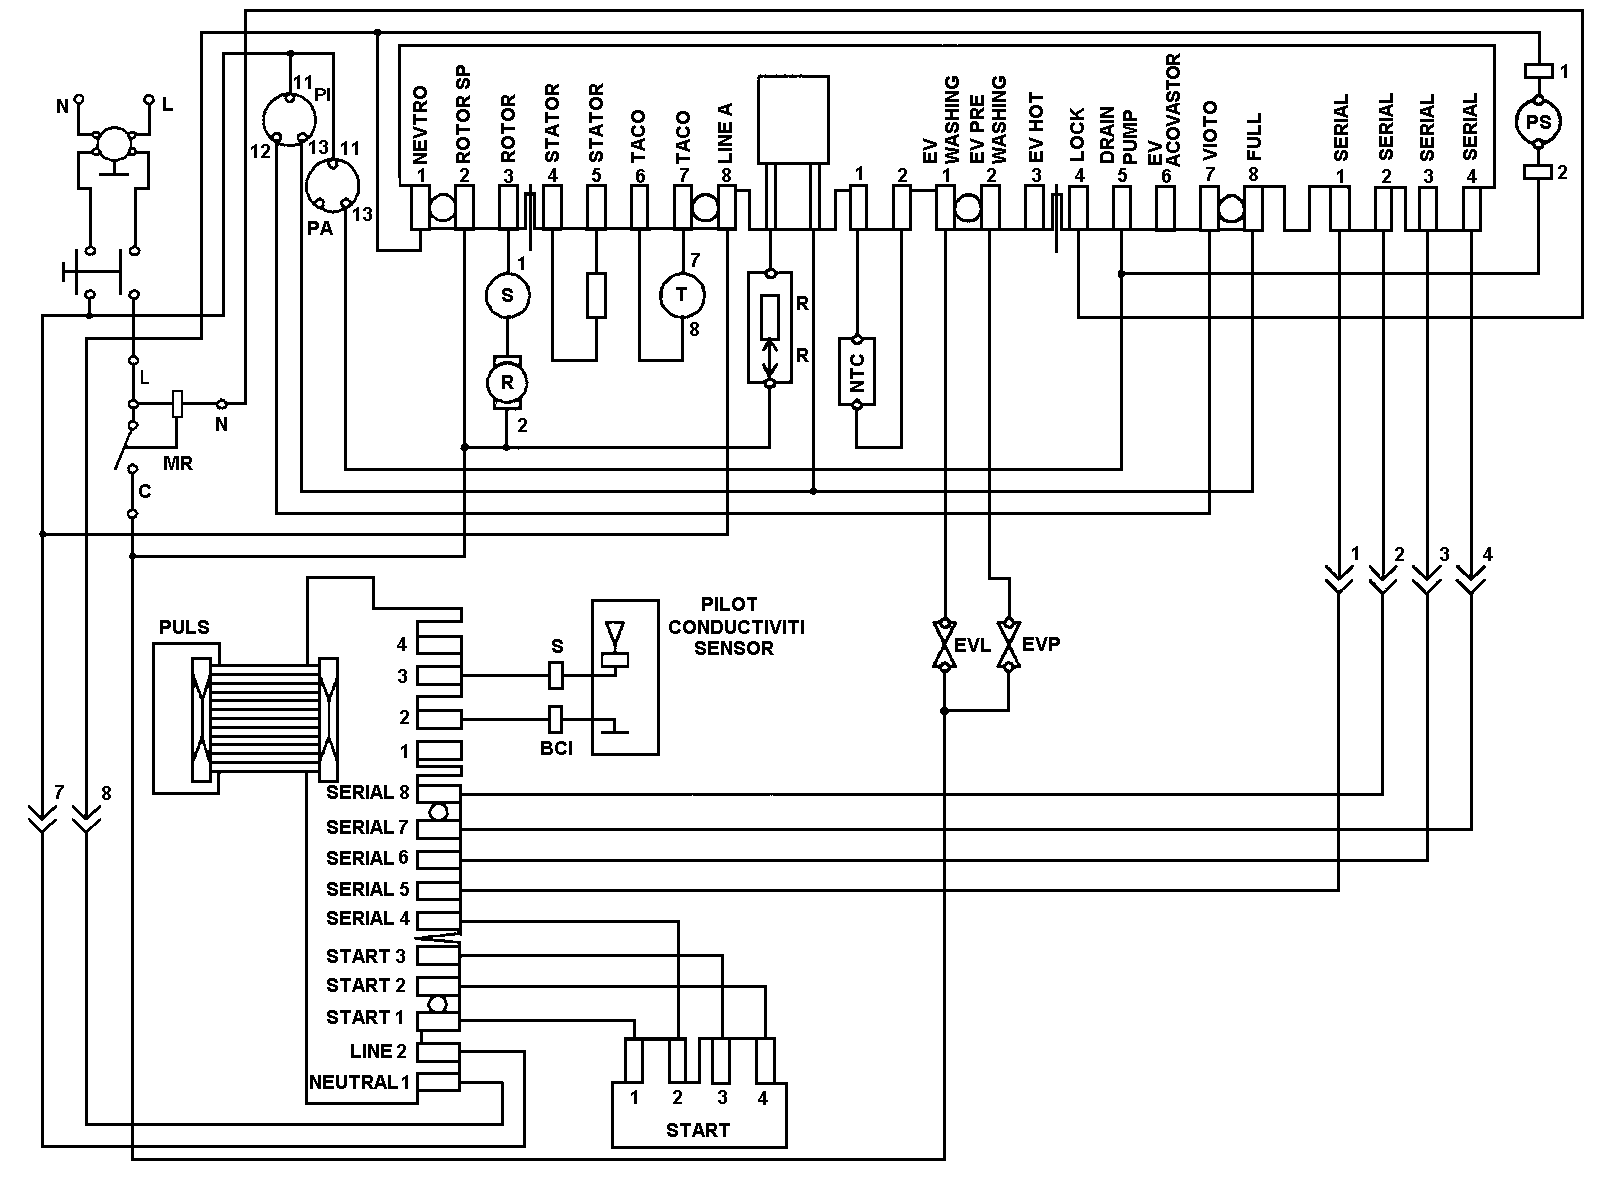 N L
11 PI
12 13
11
13
PA
NEVTRO 1
ROTOR SP 2
ROTOR 3
STATOR 4
STATOR 5
TACO 6
TACO 7
LINE A 8
1 2
EV WASHING 1
EV PRE WASHING 2
EV HOT 3
LOCK 4
DRAIN PUMP 5
EV ACOVASTOR 6
VIOTO 7
FULL 8
SERIAL 1
SERIAL 2
SERIAL 3
SERIAL 4
1
PS
2
1
S
R
2
7
T
8
R
R
NTC
L
N
MR
C
1 2 3 4
EVL EVP
PILOT
CONDUCTIVITI
SENSOR
S
BCI
PULS
4
3
2
1
SERIAL 8
SERIAL 7
SERIAL 6
SERIAL 5
SERIAL 4
START 3
START 2
START 1
LINE 2
NEUTRAL 1
7 8
1 2 3 4
START